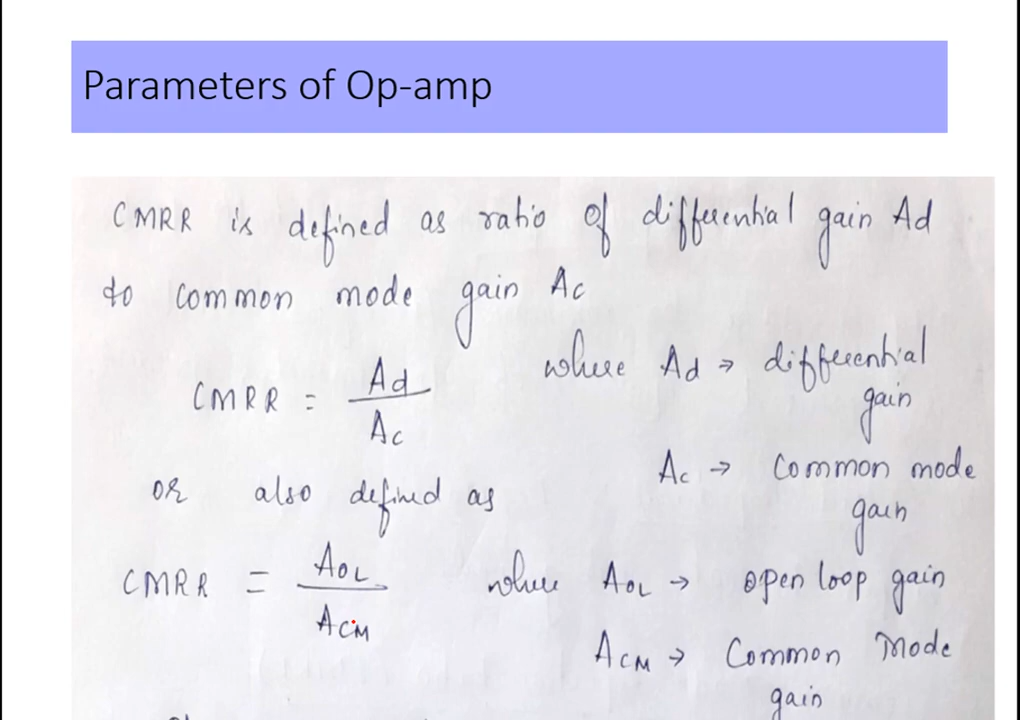 Parameters of Op-amp
CMRR is defined as ratio of differential gain Ad
to common mode gain Ac
CMRR = Ad / Ac where Ad → differential
gain
Ac → Common mode
gain
or also defined as
CMRR = AOL / ACM where AOL → open loop gain
ACM → Common Mode
gain